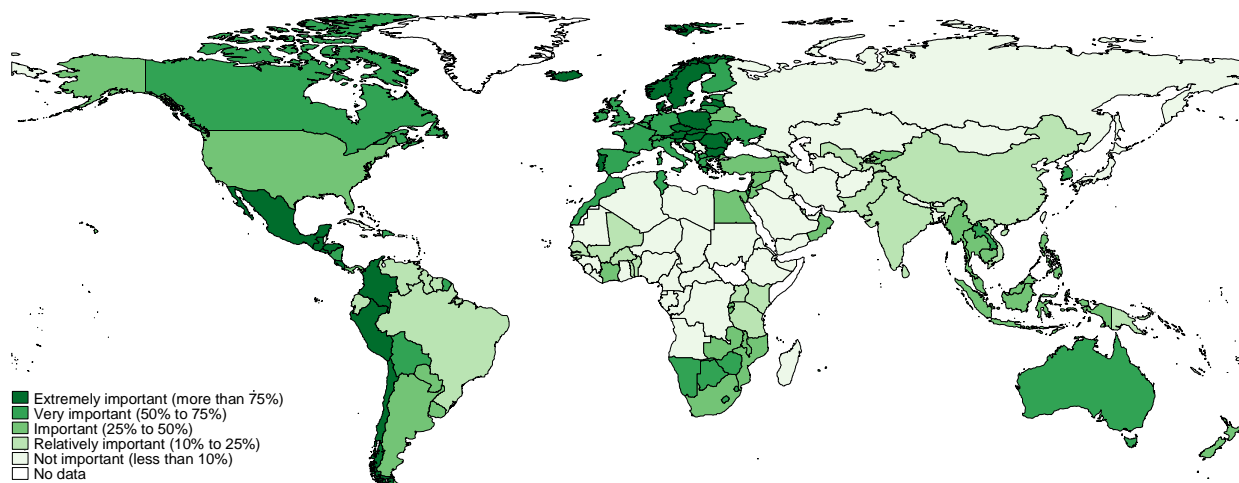 Extremely important (more than 75%)
Very important (50% to 75%)
Important (25% to 50%)
Relatively important (10% to 25%)
Not important (less than 10%)
No data